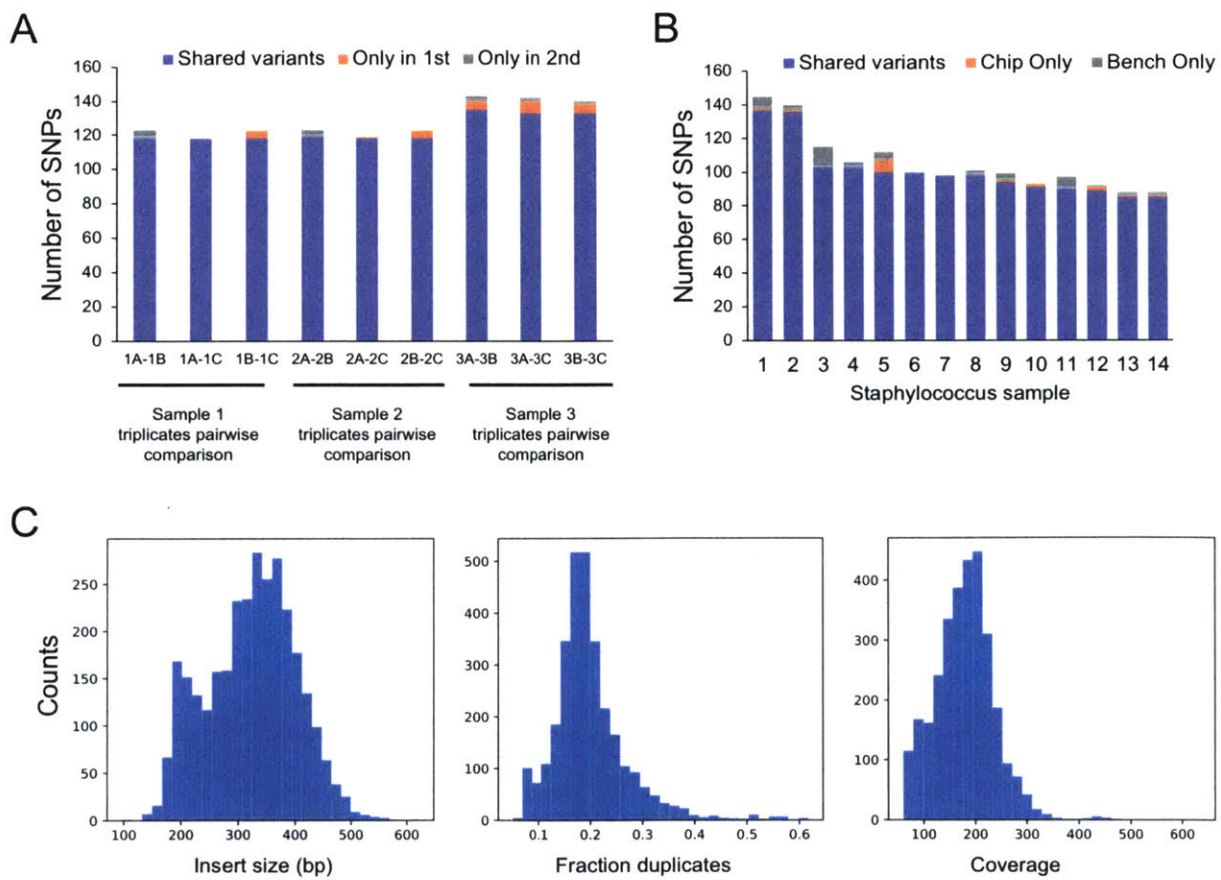 A
Shared variants Only in 1st Only in 2nd
Number of SNPs
160
140
120
100
80
60
40
20
0
1A-1B 1A-1C 1B-1C 2A-2B 2A-2C 2B-2C 3A-3B 3A-3C 3B-3C
Sample 1
triplicates pairwise
comparison
Sample 2
triplicates pairwise
comparison
Sample 3
triplicates pairwise
comparison
B
Shared variants Chip Only Bench Only
Number of SNPs
160
140
120
100
80
60
40
20
0
1 2 3 4 5 6 7 8 9 10 11 12 13 14
Staphylococcus sample
C
Counts
250
200
150
100
50
0
100 200 300 400 500 600
Insert size (bp)
500
400
300
200
100
0
0.1 0.2 0.3 0.4 0.5 0.6
Fraction duplicates
400
300
200
100
0
100 200 300 400 500 600
Coverage